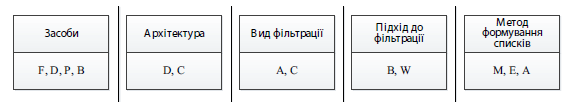 Засоби
F, D, P, B
Архітектура
D, C
Вид фільтрації
A, C
Підхід до
фільтрації
B, W
Метод
формування
списків
M, E, A